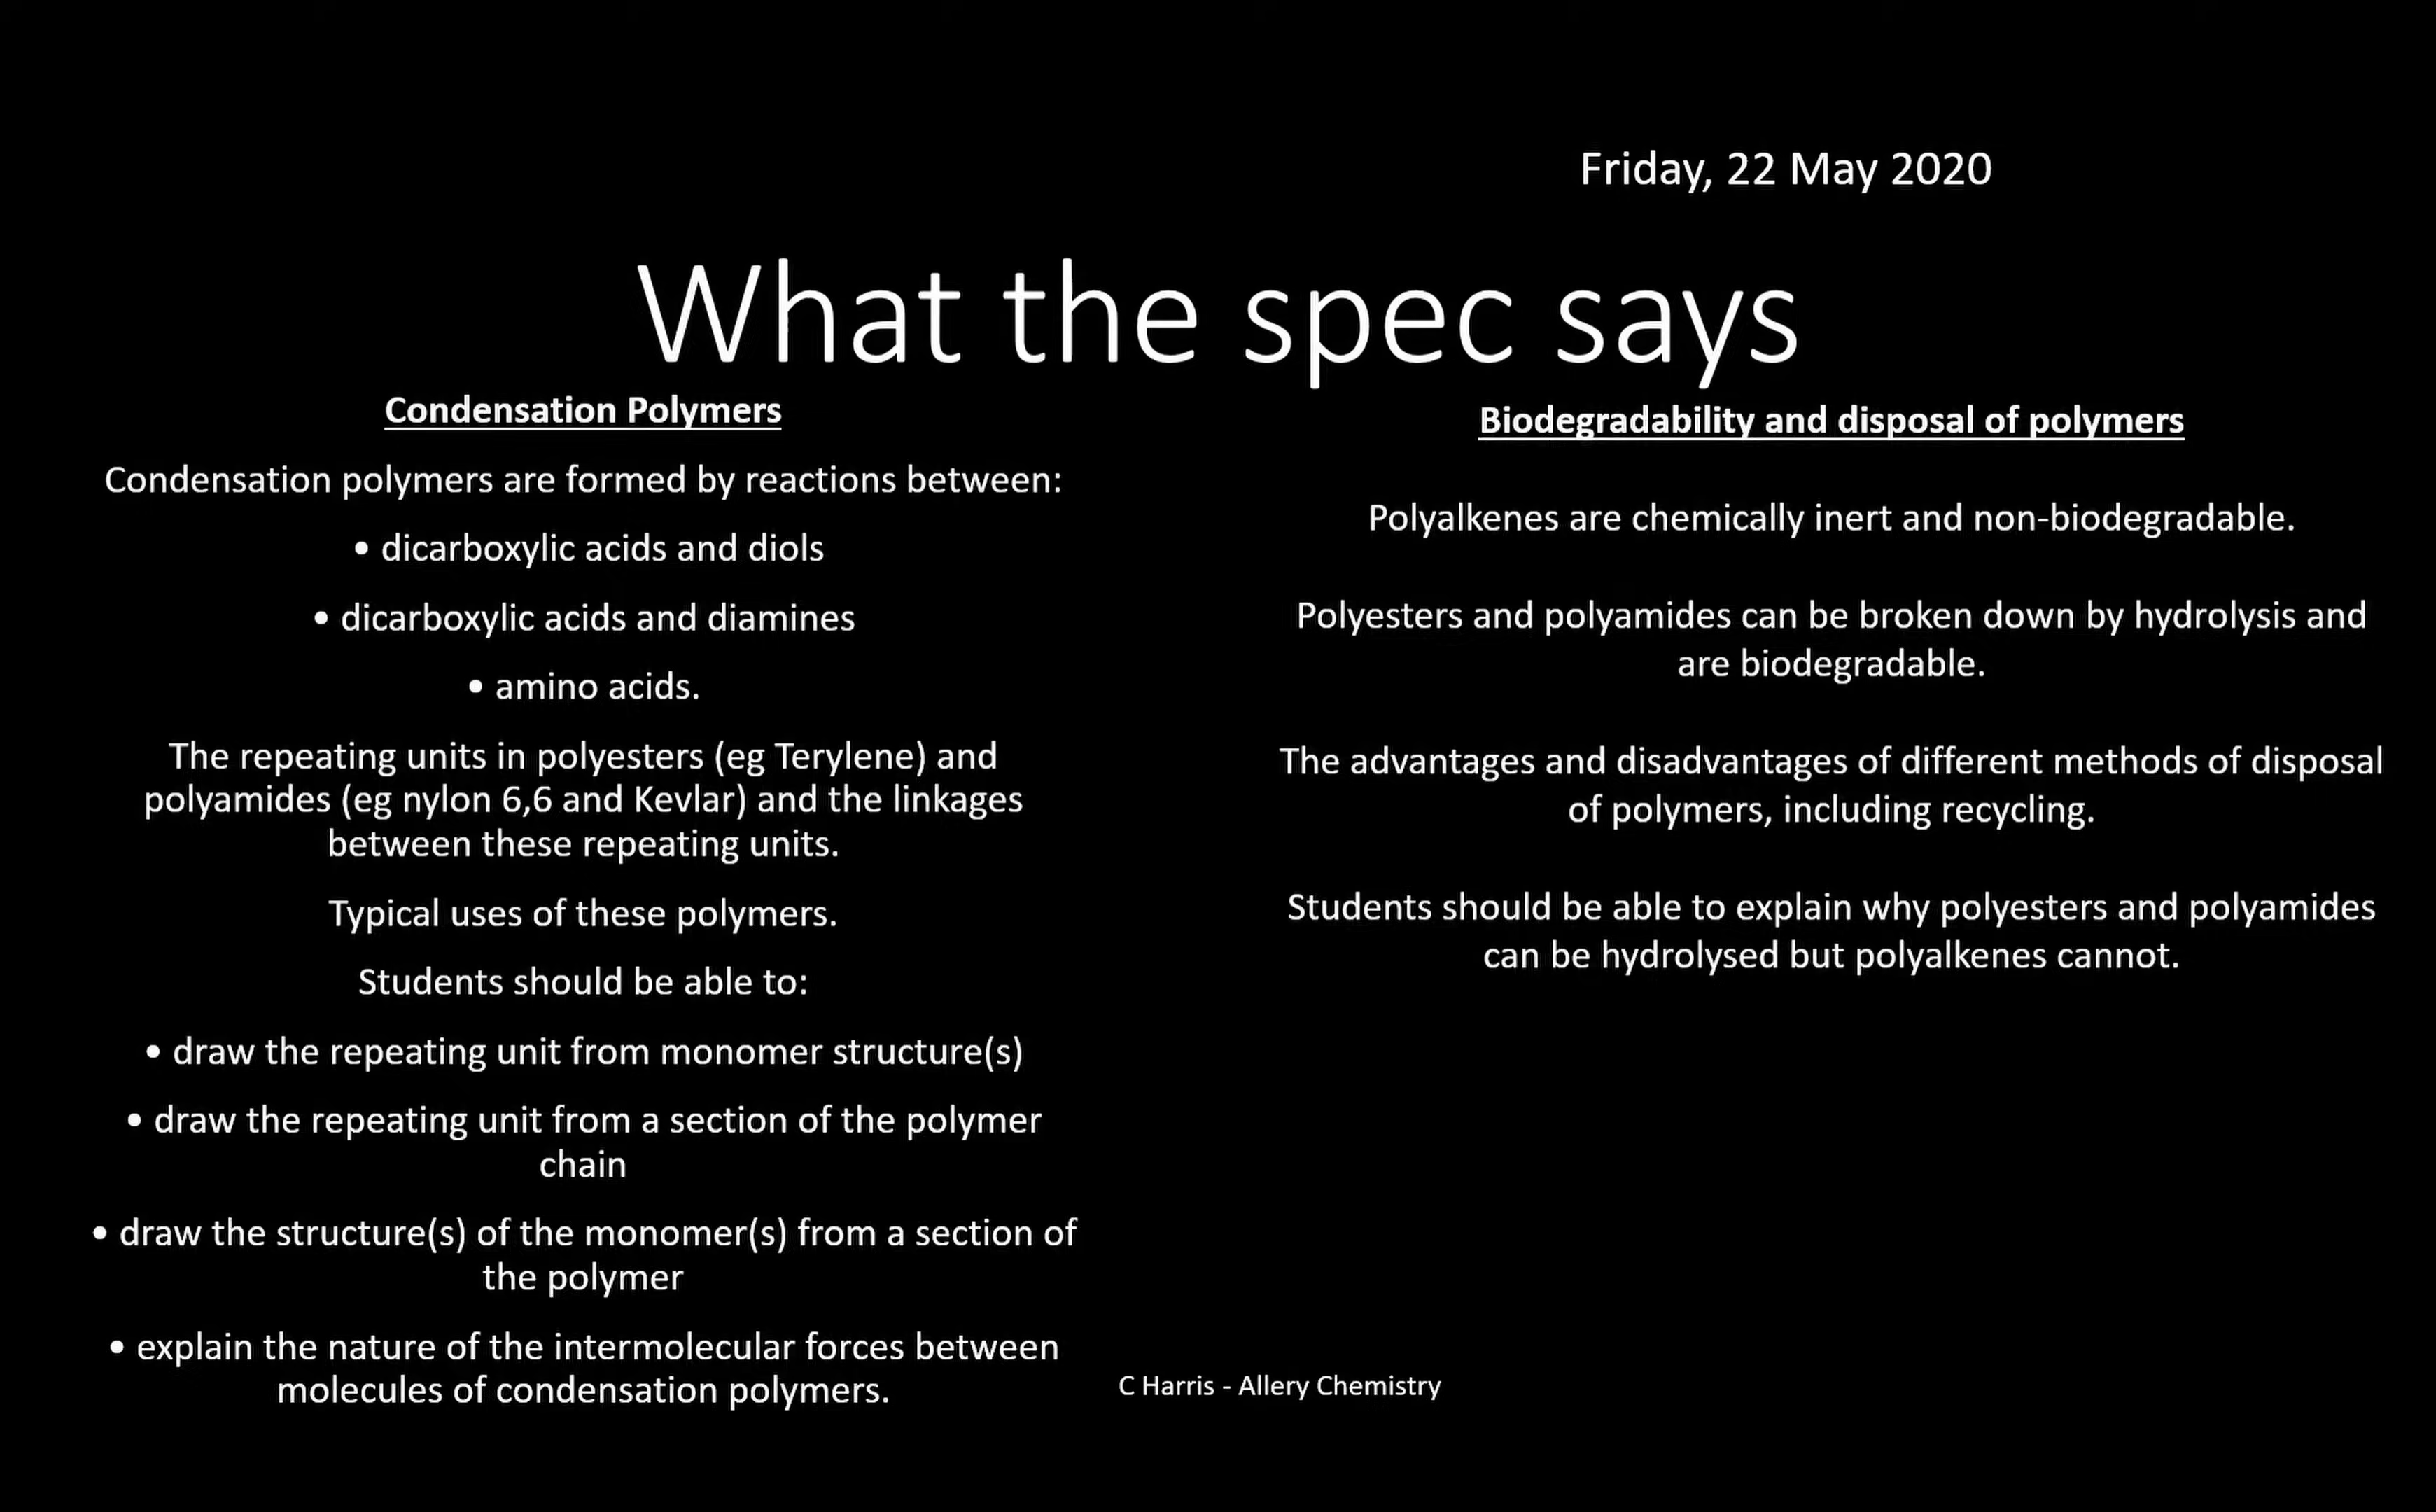 Friday, 22 May 2020
What the spec says
Condensation Polymers
Condensation polymers are formed by reactions between:
• dicarboxylic acids and diols
• dicarboxylic acids and diamines
• amino acids.
The repeating units in polyesters (eg Terylene) and
polyamides (eg nylon 6,6 and Kevlar) and the linkages
between these repeating units.
Typical uses of these polymers.
Students should be able to:
• draw the repeating unit from monomer structure(s)
• draw the repeating unit from a section of the polymer
chain
• draw the structure(s) of the monomer(s) from a section of
the polymer
• explain the nature of the intermolecular forces between
molecules of condensation polymers.
Biodegradability and disposal of polymers
Polyalkenes are chemically inert and non-biodegradable.
Polyesters and polyamides can be broken down by hydrolysis and
are biodegradable.
The advantages and disadvantages of different methods of disposal
of polymers, including recycling.
Students should be able to explain why polyesters and polyamides
can be hydrolysed but polyalkenes cannot.
C Harris - Allery Chemistry